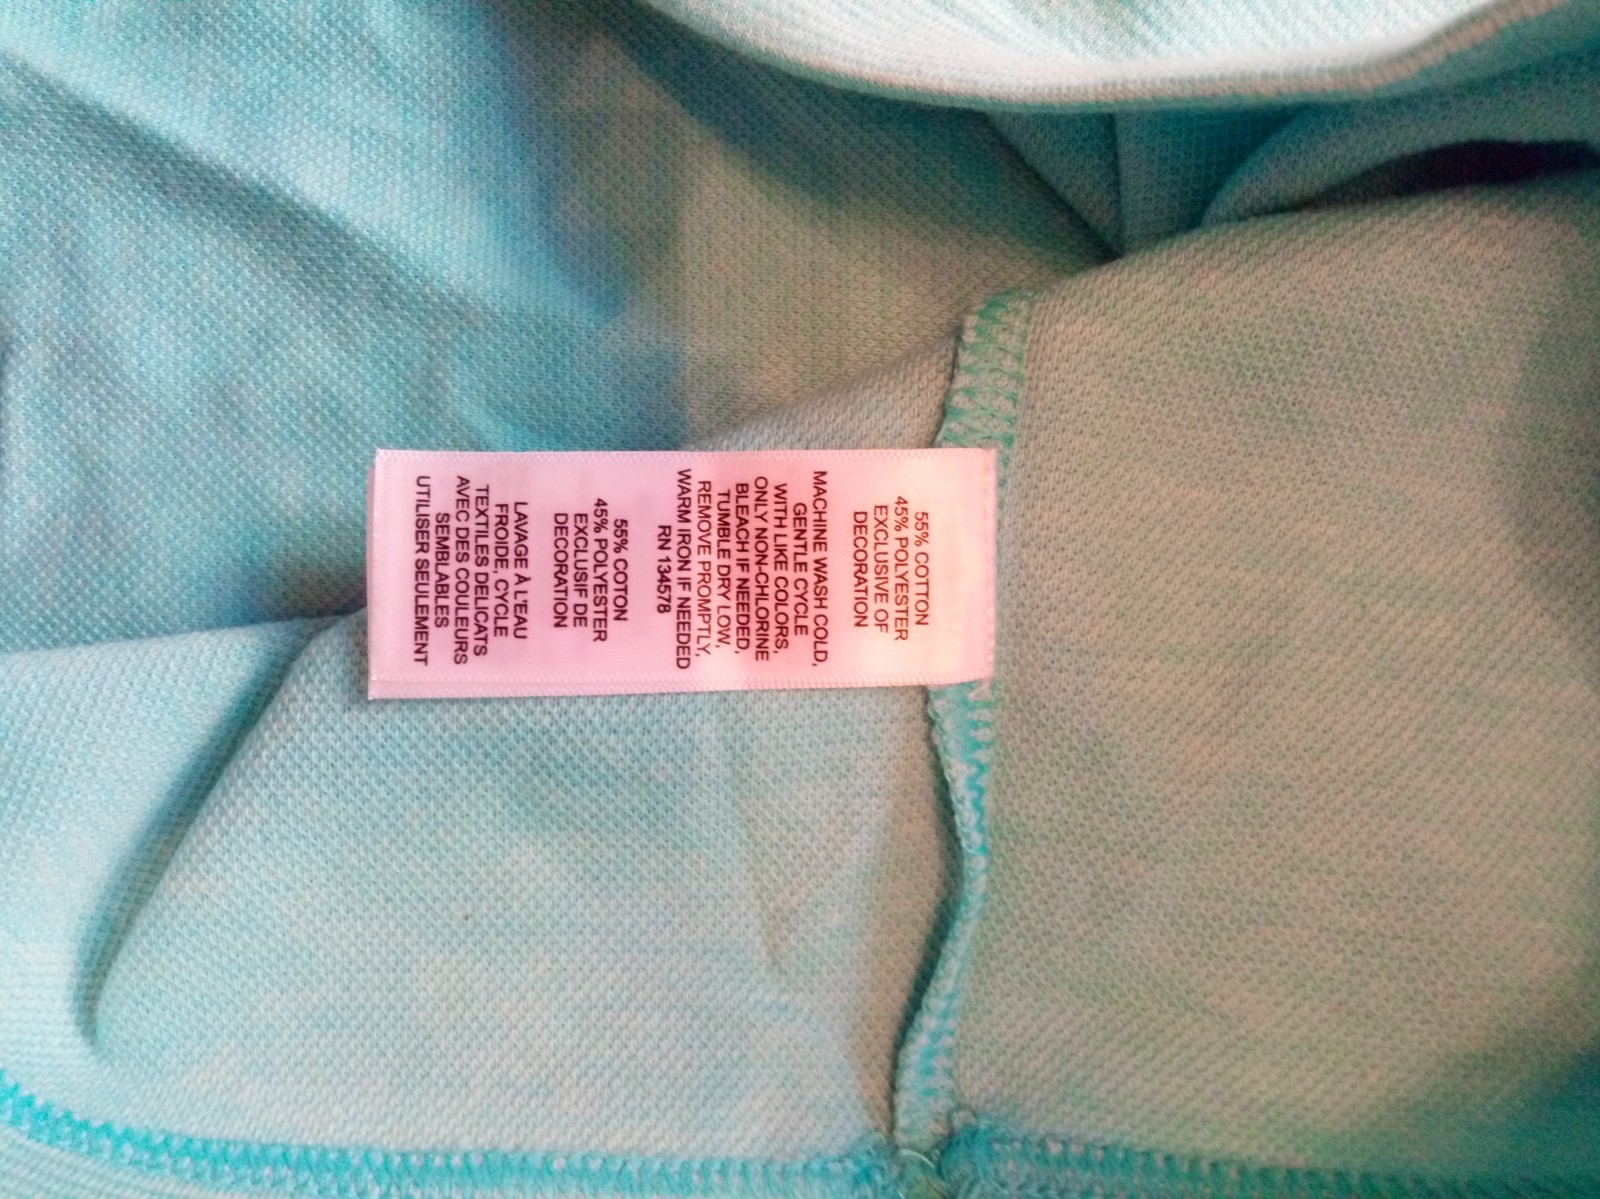 55% COTTON
45% POLYESTER
EXCLUSIVE OF
DECORATION
MACHINE WASH COLD,
GENTLE CYCLE
WITH LIKE COLORS,
ONLY NON-CHLORINE
BLEACH IF NEEDED,
TUMBLE DRY LOW,
REMOVE PROMPTLY,
WARM IRON IF NEEDED
RN 134578
55% COTON
45% POLYESTER
EXCLUSIF DE
DECORATION
LAVAGE À L'EAU
FROIDE, CYCLE
TEXTILES DELICATS
AVEC DES COULEURS
SEMBLABLES
UTILISER SEULEMENT